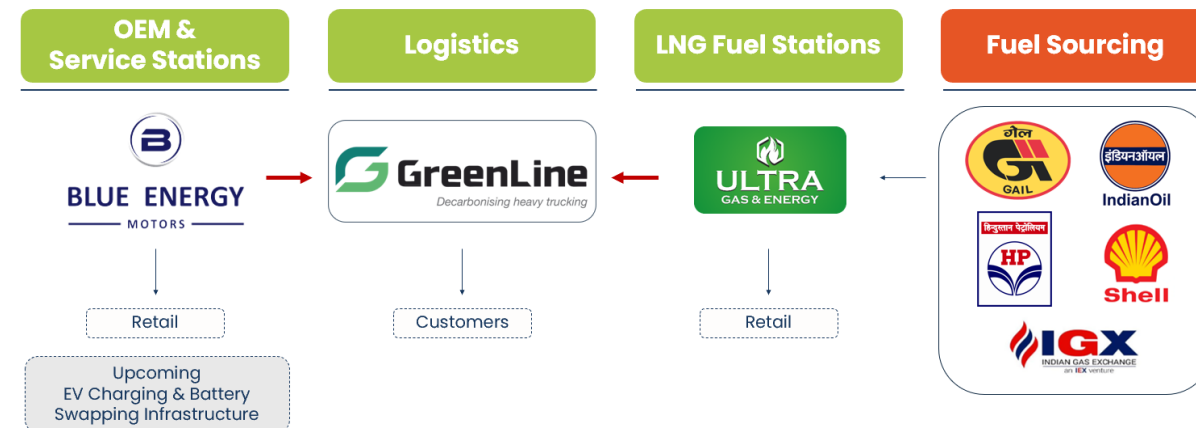 OEM &
Service Stations
Logistics
LNG Fuel Stations
Fuel Sourcing
B
BLUE ENERGY
MOTORS
GreenLine
Decarbonising heavy trucking
ULTRA
GAS & ENERGY
गेल
GAIL
इंडियनऑयल
IndianOil
हिन्दुस्तान पेट्रोलियम
HP
Shell
IGX
INDIAN GAS EXCHANGE
an IEX venture
Retail
Customers
Retail
Upcoming
EV Charging & Battery
Swapping Infrastructure